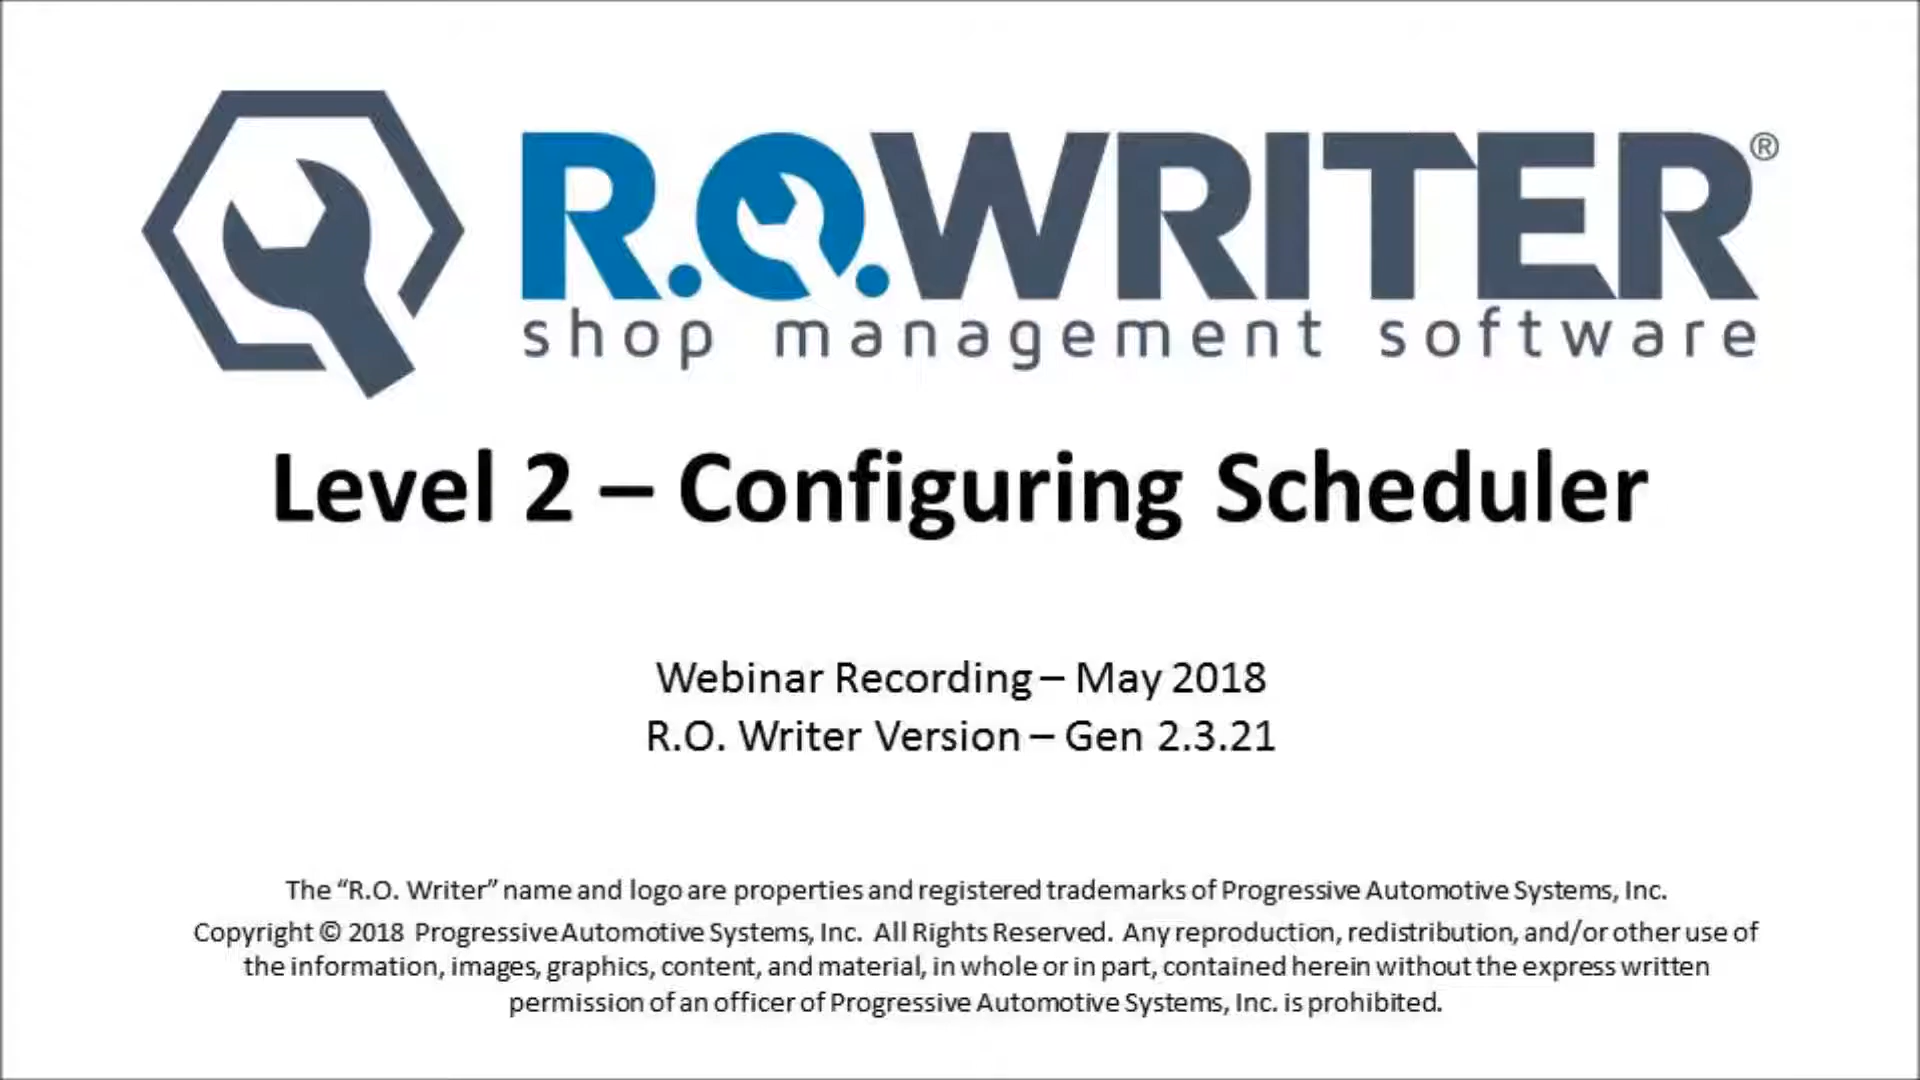 R.O.WRITER®
shop management software
Level 2 – Configuring Scheduler
Webinar Recording – May 2018
R.O. Writer Version – Gen 2.3.21
The “R.O. Writer” name and logo are properties and registered trademarks of Progressive Automotive Systems, Inc.
Copyright © 2018 Progressive Automotive Systems, Inc. All Rights Reserved. Any reproduction, redistribution, and/or other use of
the information, images, graphics, content, and material, in whole or in part, contained herein without the express written
permission of an officer of Progressive Automotive Systems, Inc. is prohibited.